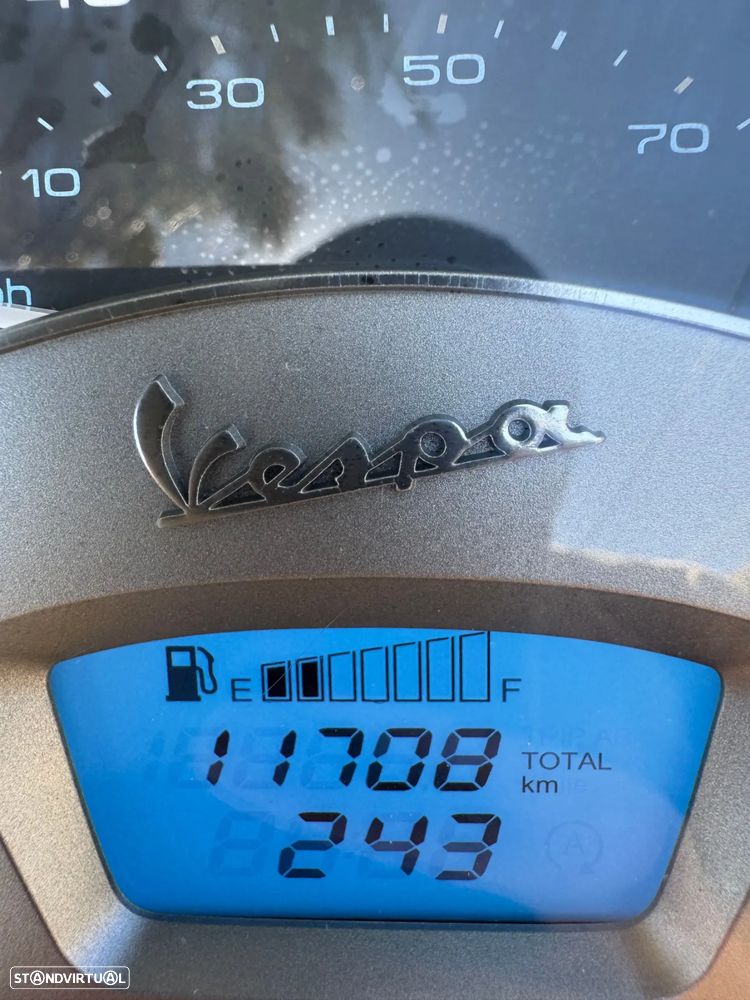 30 50 70
10
Vespa
E F
11708 TOTAL km
243
A
STANDVIRTUAL